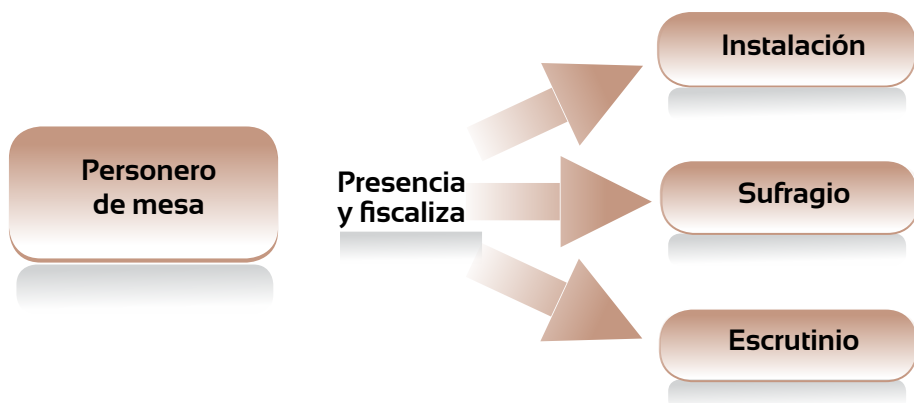 Personero
de mesa
Presencia
y fiscaliza
Instalación
Sufragio
Escrutinio